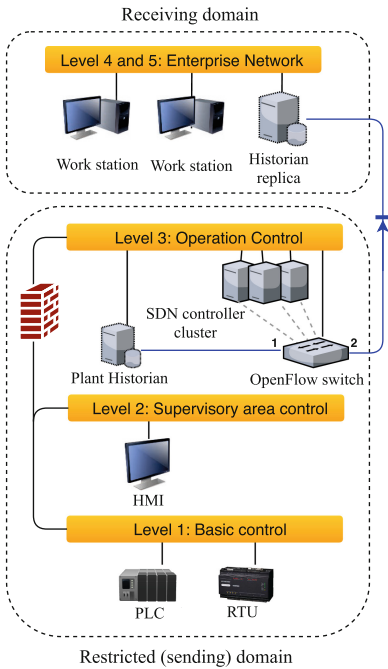 Receiving domain
Level 4 and 5: Enterprise Network
Work station
Work station
Historian
replica
Level 3: Operation Control
SDN controller
cluster
1
2
Plant Historian
OpenFlow switch
Level 2: Supervisory area control
HMI
Level 1: Basic control
PLC
RTU
Restricted (sending) domain